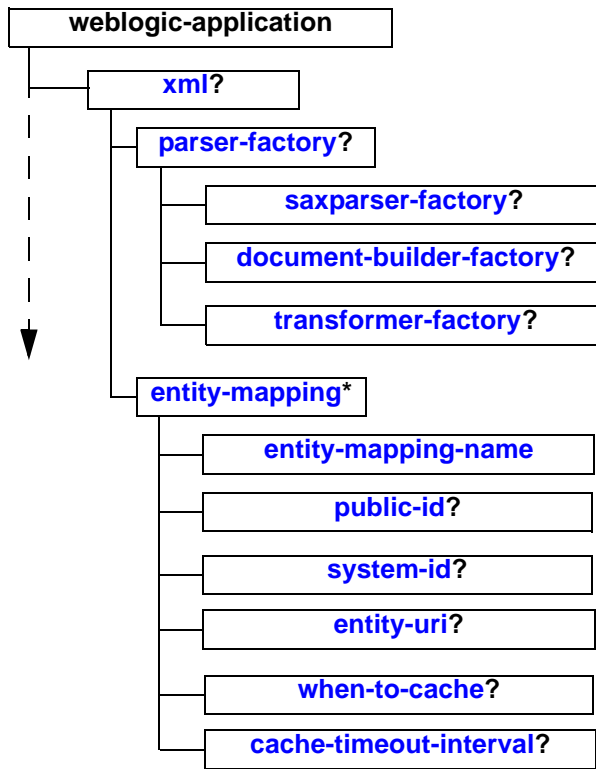 weblogic-application
xml?
parser-factory?
saxparser-factory?
document-builder-factory?
transformer-factory?
entity-mapping*
entity-mapping-name
public-id?
system-id?
entity-uri?
when-to-cache?
cache-timeout-interval?